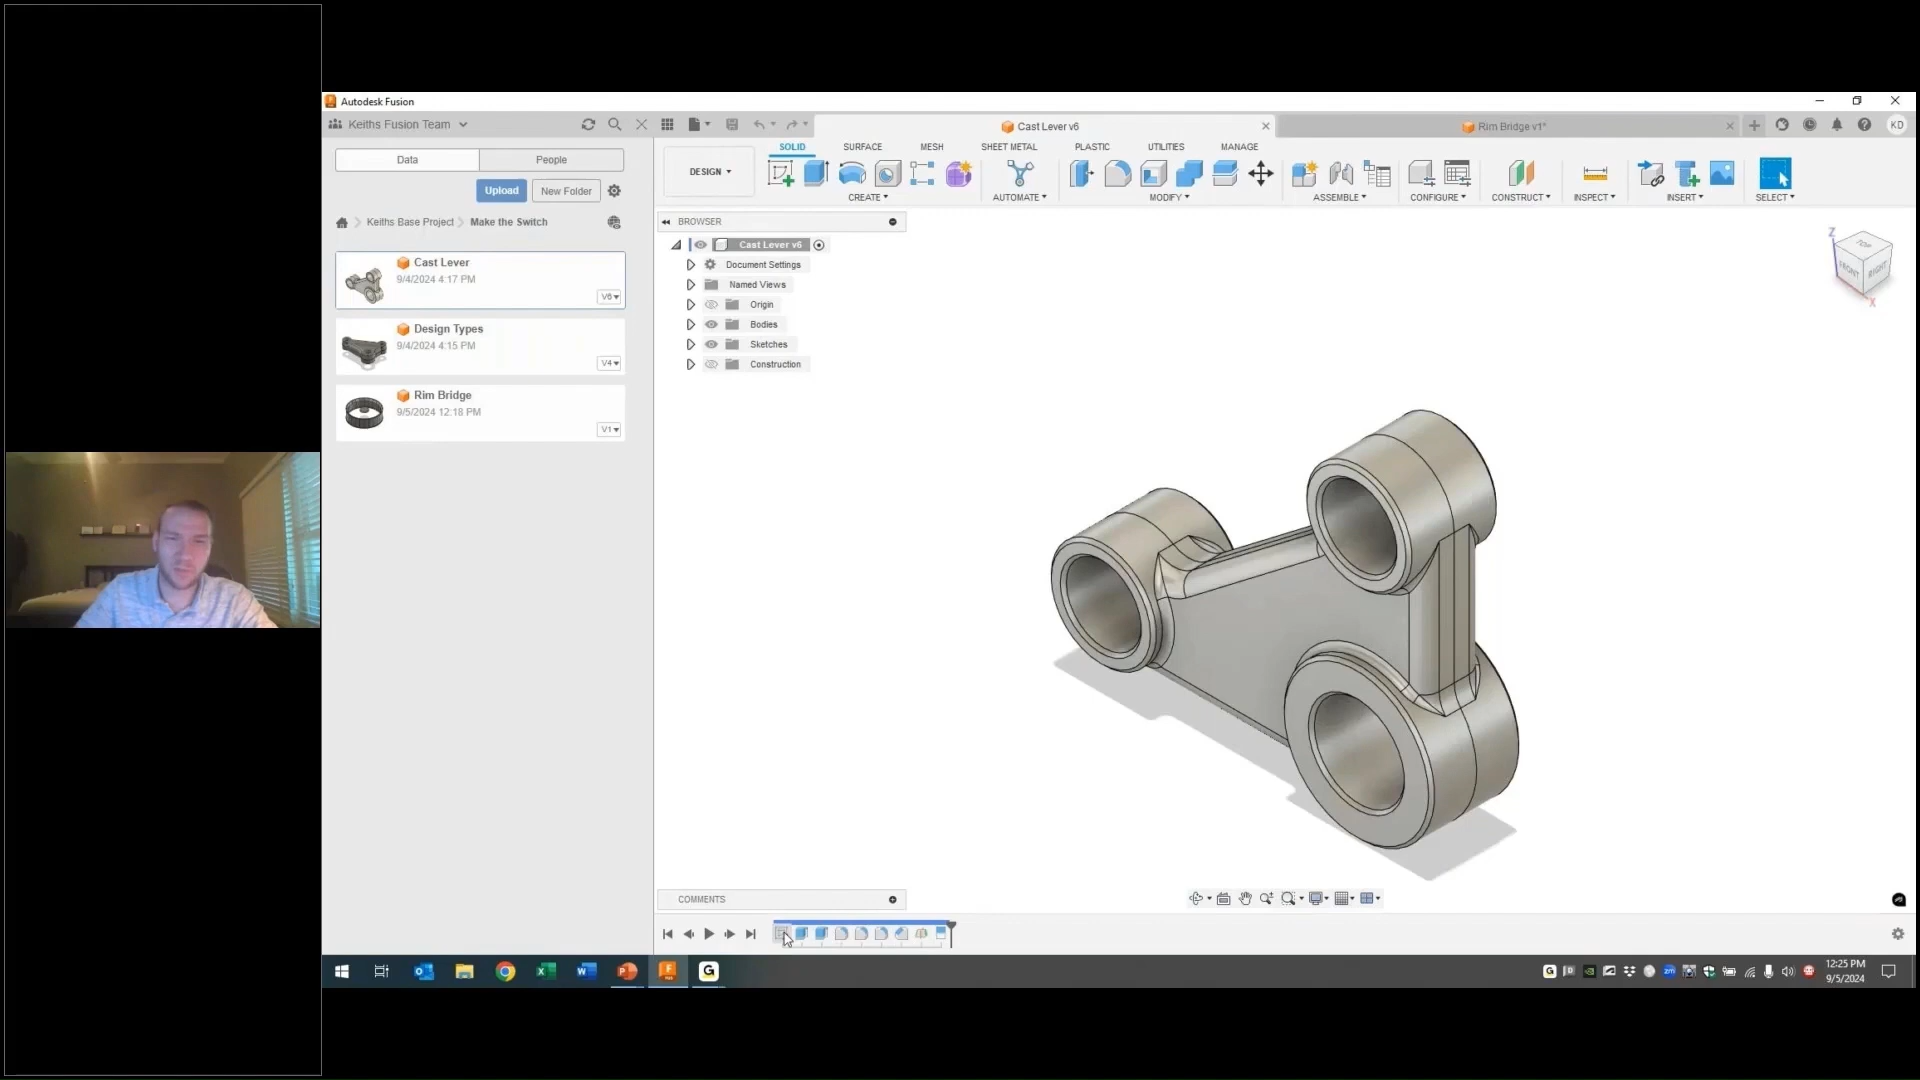 Autodesk Fusion
Keiths Fusion Team
Cast Lever v6
Rim Bridge v1*
KD
Data
People
Upload
New Folder
Keiths Base Project
Make the Switch
Cast Lever
9/4/2024 4:17 PM
V6
Design Types
9/4/2024 4:15 PM
V4
Rim Bridge
9/5/2024 12:18 PM
V1
DESIGN
SOLID
SURFACE
MESH
SHEET METAL
PLASTIC
UTILITIES
MANAGE
CREATE
AUTOMATE
MODIFY
ASSEMBLE
CONFIGURE
CONSTRUCT
INSPECT
INSERT
SELECT
BROWSER
Cast Lever v6
Document Settings
Named Views
Origin
Bodies
Sketches
Construction
Z
TOP
FRONT
RIGHT
X
COMMENTS
12:25 PM
9/5/2024